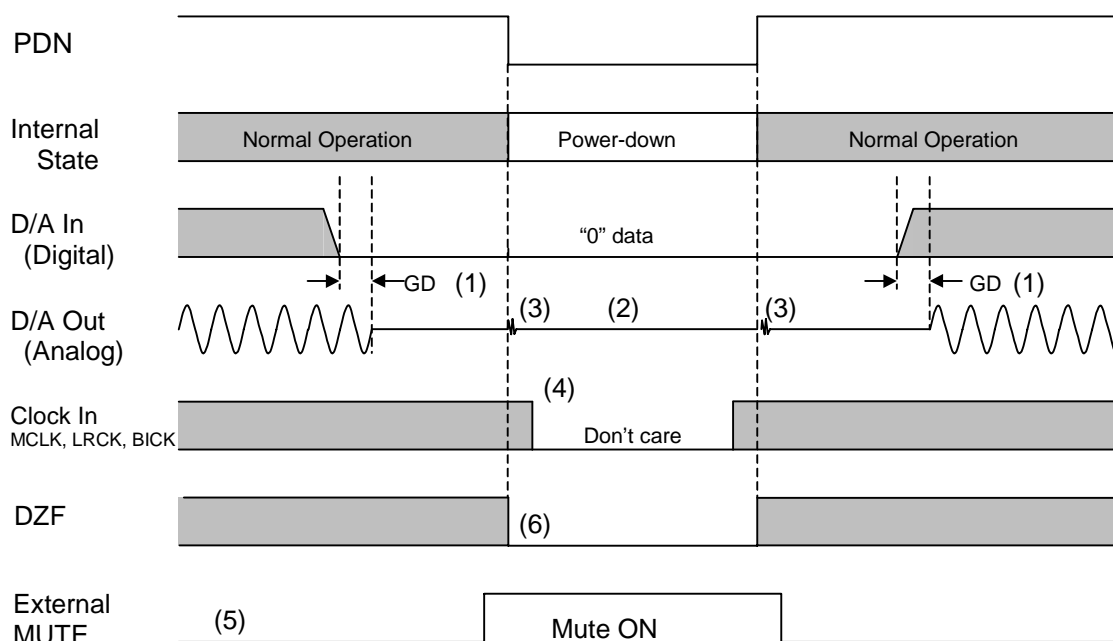 PDN
Internal
State
Normal Operation
Power-down
Normal Operation
D/A In
(Digital)
“0” data
GD (1)
GD (1)
D/A Out
(Analog)
(3)
(2)
(3)
Clock In
MCLK, LRCK, BICK
(4)
Don’t care
DZF
(6)
External
MUTE
(5)
Mute ON